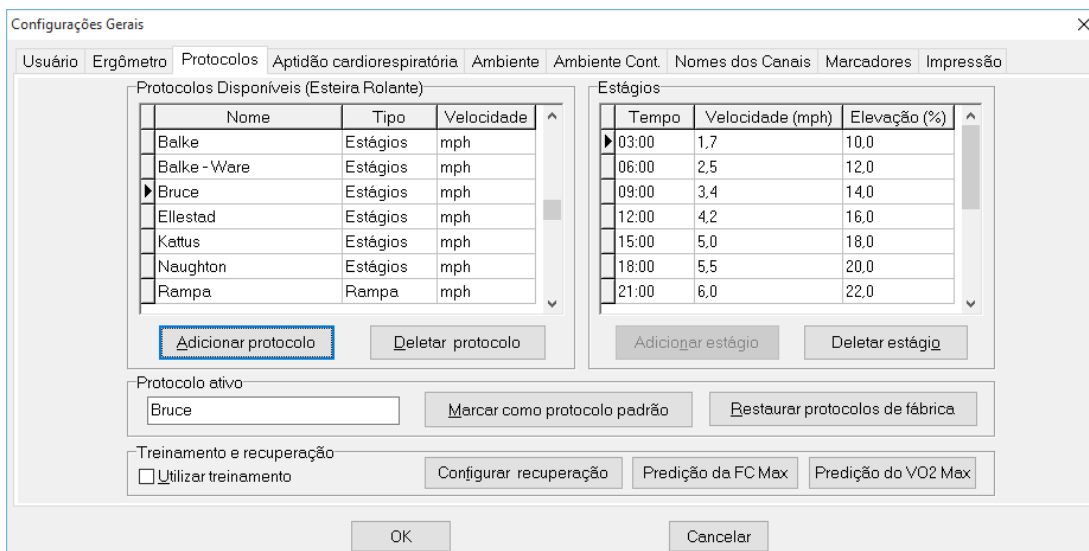 Configurações Gerais
Usuário Ergômetro Protocolos Aptidão cardiorespiratória Ambiente Ambiente Cont. Nomes dos Canais Marcadores Impressão
Protocolos Disponíveis (Esteira Rolante)
Nome Tipo Velocidade
Balke Estágios mph
Balke - Ware Estágios mph
Bruce Estágios mph
Ellestad Estágios mph
Kattus Estágios mph
Naughton Estágios mph
Rampa Rampa mph
Adicionar protocolo Deletar protocolo
Estágios
Tempo Velocidade (mph) Elevação (%)
03:00 1,7 10,0
06:00 2,5 12,0
09:00 3,4 14,0
12:00 4,2 16,0
15:00 5,0 18,0
18:00 5,5 20,0
21:00 6,0 22,0
Adicionar estágio Deletar estágio
Protocolo ativo
Bruce Marcar como protocolo padrão Restaurar protocolos de fábrica
Treinamento e recuperação
Utilizar treinamento Configurar recuperação Predição da FC Max Predição do VO2 Max
OK Cancelar